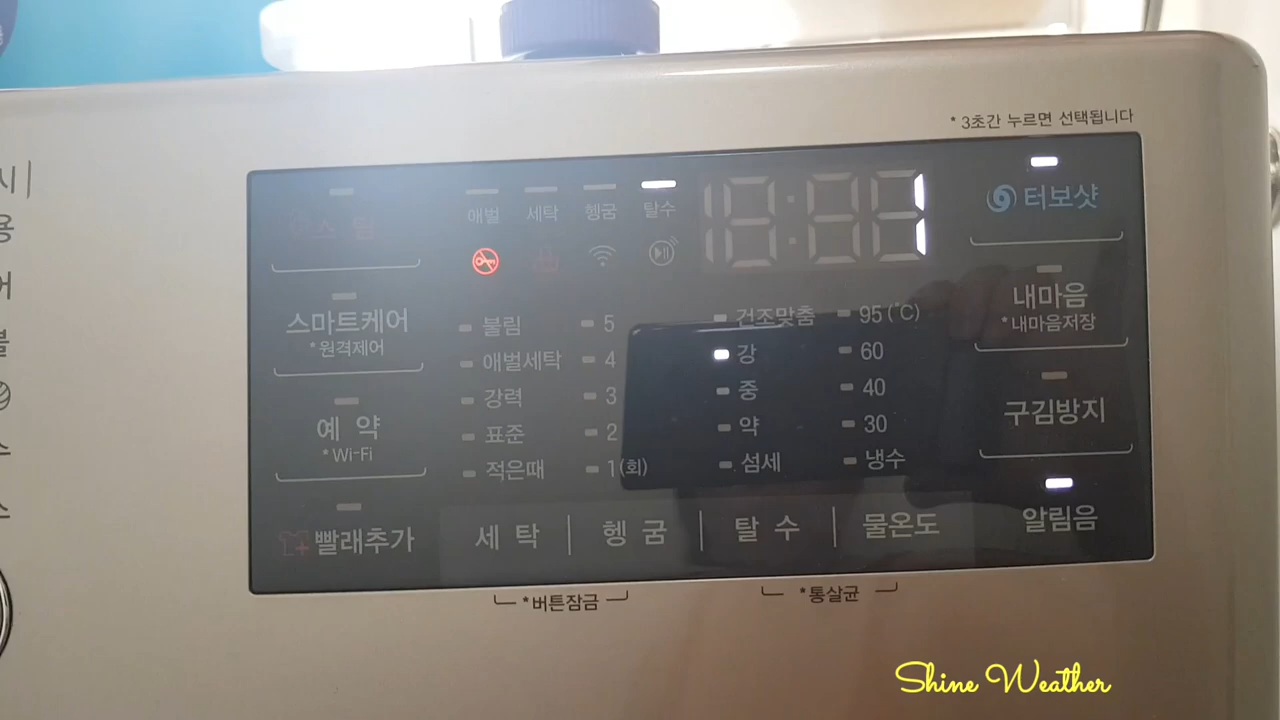 * 3초간 누르면 선택됩니다
스팀
애벌 세탁 헹굼 탈수
1
터보샷
스마트케어
*원격제어
예 약
*Wi-Fi
빨래추가
불림
애벌세탁
강력
표준
적은때
5
4
3
2
1(회)
건조맞춤
강
중
약
섬세
95(℃)
60
40
30
냉수
내마음
*내마음저장
구김방지
알림음
세 탁 | 헹 굼 | 탈 수 | 물온도
*버튼잠금
*통살균
Shine Weather